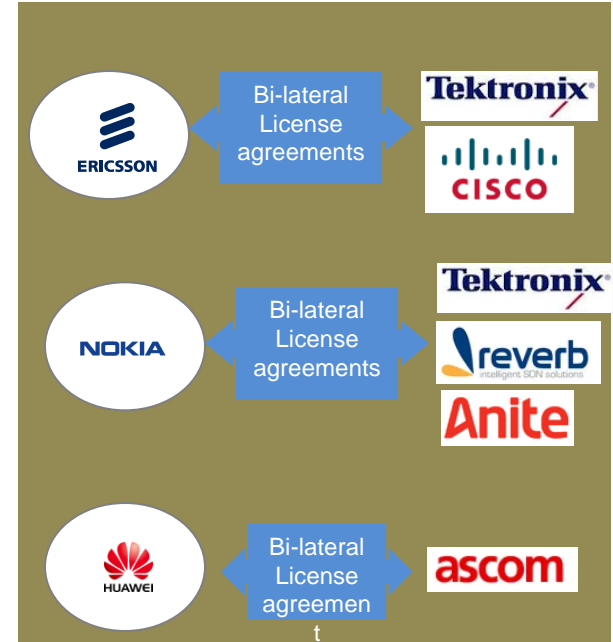 Bi-lateral
License
agreements
ERICSSON
Tektronix®
CISCO
Bi-lateral
License
agreements
NOKIA
Tektronix®
reverb
intelligent SDN solutions
Anite
Bi-lateral
License
agreemen
t
HUAWEI
ascom